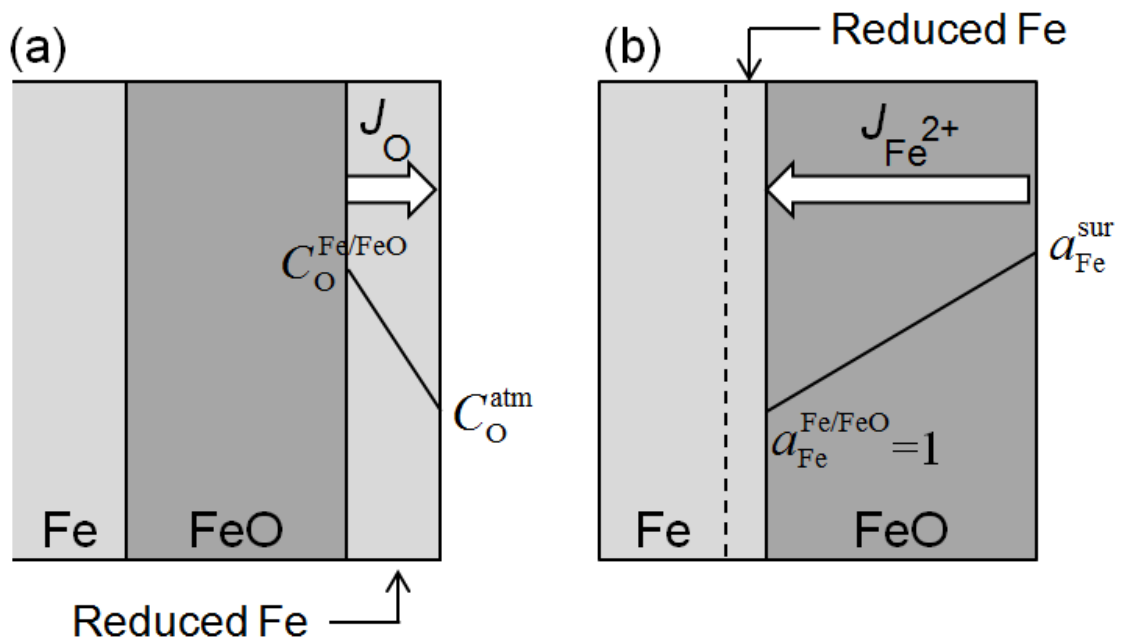 (a)
J_O
C_O^Fe/FeO
C_O^atm
Fe
FeO
Reduced Fe
(b)
Reduced Fe
J_Fe^2+
a_Fe^sur
a_Fe^Fe/FeO =1
Fe
FeO